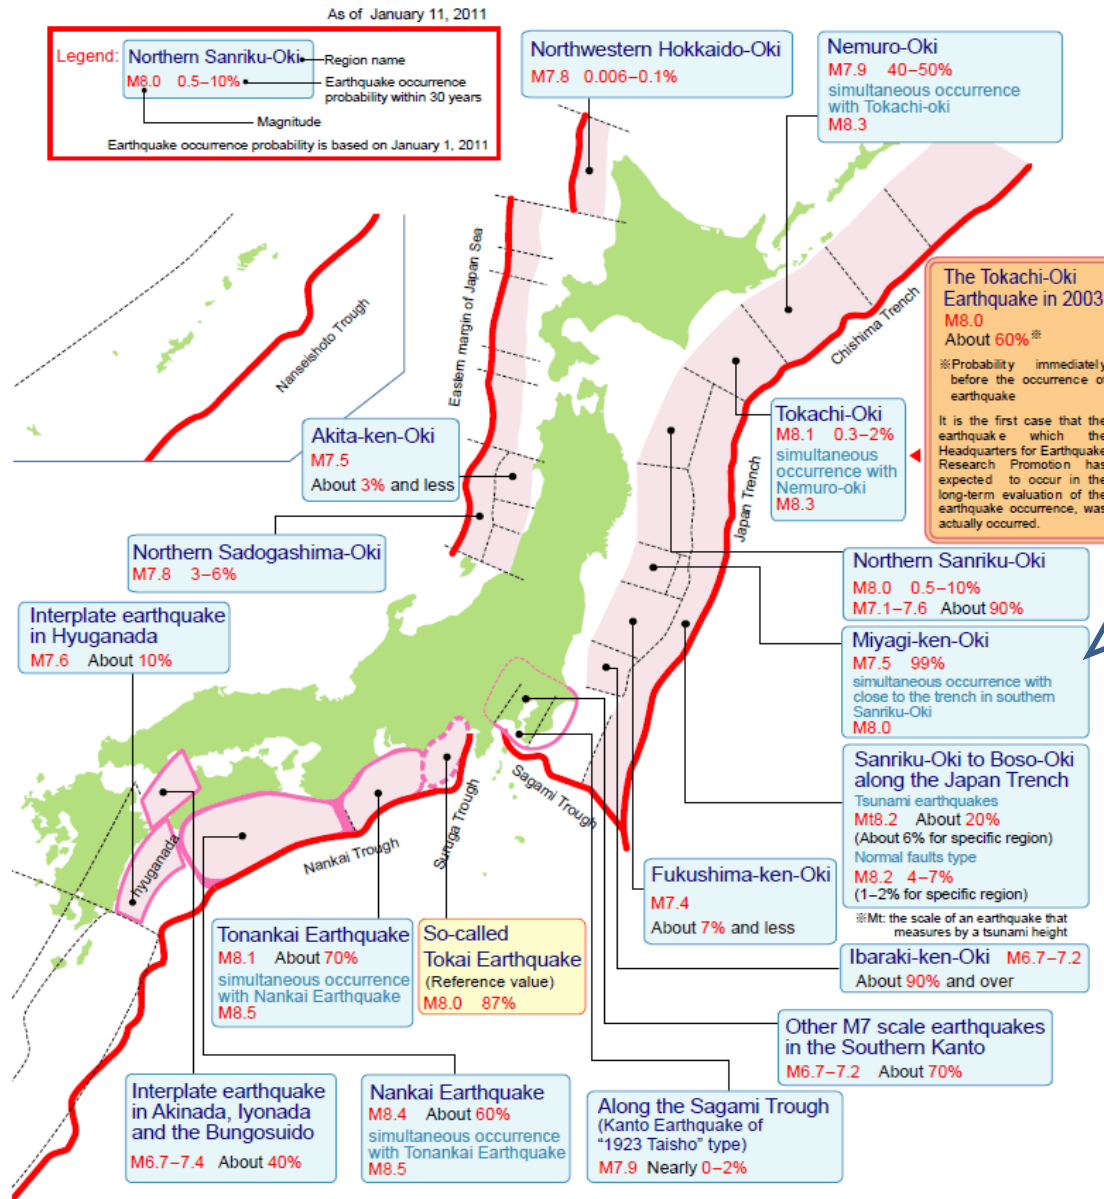 As of January 11, 2011
Legend:
Northern Sanriku-Oki
M8.0 0.5–10%
Region name
Earthquake occurrence
probability within 30 years
Magnitude
Earthquake occurrence probability is based on January 1, 2011
Northwestern Hokkaido-Oki
M7.8 0.006–0.1%
Nemuro-Oki
M7.9 40–50%
simultaneous occurrence
with Tokachi-oki
M8.3
Nanseishoto Trough
Eastern margin of Japan Sea
Chishima Trench
The Tokachi-Oki
Earthquake in 2003
M8.0
About 60%※
※Probability immediately
before the occurrence of
earthquake
It is the first case that the
earthquake which the
Headquarters for Earthquake
Research Promotion has
expected to occur in the
long-term evaluation of the
earthquake occurrence, was
actually occurred.
Akita-ken-Oki
M7.5
About 3% and less
Tokachi-Oki
M8.1 0.3–2%
simultaneous
occurrence with
Nemuro-oki
M8.3
Japan Trench
Northern Sadogashima-Oki
M7.8 3–6%
Northern Sanriku-Oki
M8.0 0.5–10%
M7.1–7.6 About 90%
Interplate earthquake
in Hyuganada
M7.6 About 10%
Miyagi-ken-Oki
M7.5 99%
simultaneous occurrence with
close to the trench in southern
Sanriku-Oki
M8.0
Sanriku-Oki to Boso-Oki
along the Japan Trench
Tsunami earthquakes
Mt8.2 About 20%
(About 6% for specific region)
Normal faults type
M8.2 4–7%
(1–2% for specific region)
※Mt: the scale of an earthquake that
measures by a tsunami height
Sagami Trough
Suruga Trough
Nankai Trough
hyuganada
Fukushima-ken-Oki
M7.4
About 7% and less
Tonankai Earthquake
M8.1 About 70%
simultaneous occurrence
with Nankai Earthquake
M8.5
So-called
Tokai Earthquake
(Reference value)
M8.0 87%
Ibaraki-ken-Oki M6.7–7.2
About 90% and over
Other M7 scale earthquakes
in the Southern Kanto
M6.7–7.2 About 70%
Interplate earthquake
in Akinada, Iyonada
and the Bungosuido
M6.7–7.4 About 40%
Nankai Earthquake
M8.4 About 60%
simultaneous occurrence
with Tonankai Earthquake
M8.5
Along the Sagami Trough
(Kanto Earthquake of
“1923 Taisho” type)
M7.9 Nearly 0–2%